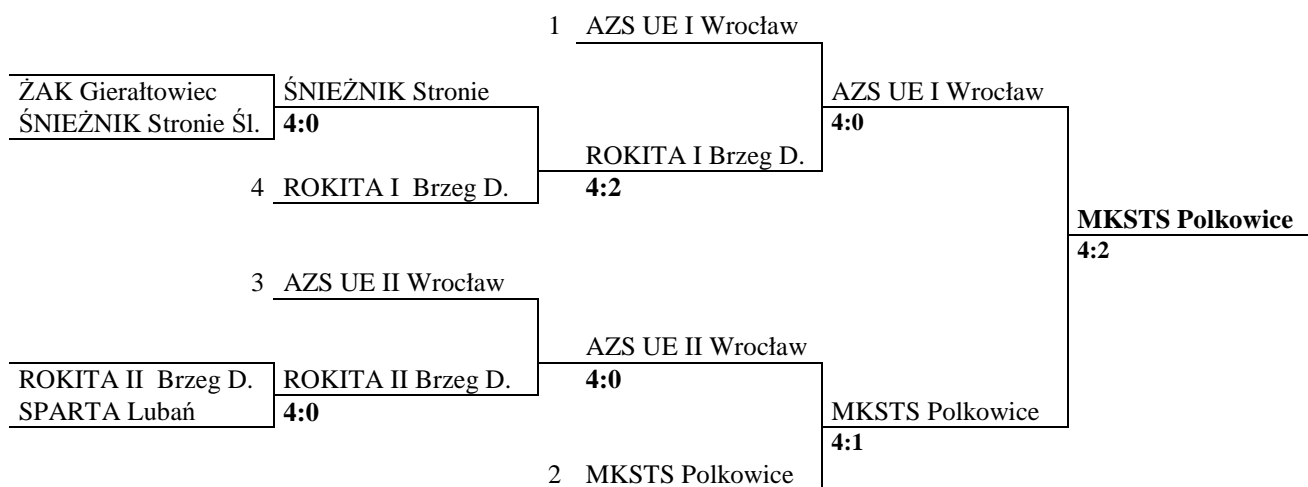 1 AZS UE I Wrocław
ŻAK Gierałtowiec ŚNIEŻNIK Stronie AZS UE I Wrocław
ŚNIEŻNIK Stronie Śl. 4:0 4:0
ROKITA I Brzeg D.
4 ROKITA I Brzeg D. 4:2
MKSTS Polkowice
4:2
3 AZS UE II Wrocław
AZS UE II Wrocław
ROKITA II Brzeg D. ROKITA II Brzeg D. 4:0
SPARTA Lubań 4:0 MKSTS Polkowice
4:1
2 MKSTS Polkowice